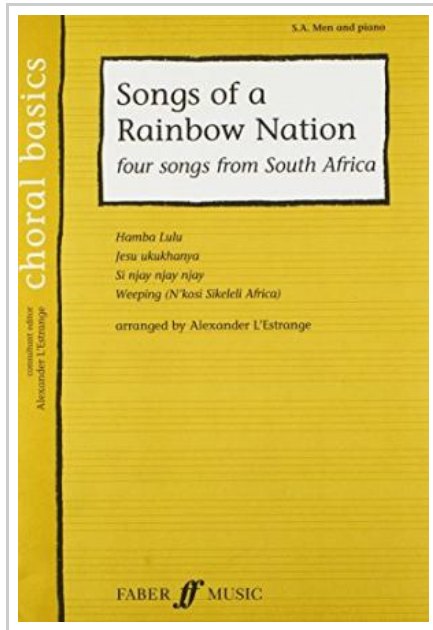 S.A. Men and piano
Songs of a
Rainbow Nation
four songs from South Africa
Hamba Lulu
Jesu ukukhanya
Si njay njay njay
Weeping (N'kosi Sikeleli Africa)
arranged by Alexander L'Estrange
choral basics
consultant editor
Alexander L'Estrange
FABER ff MUSIC